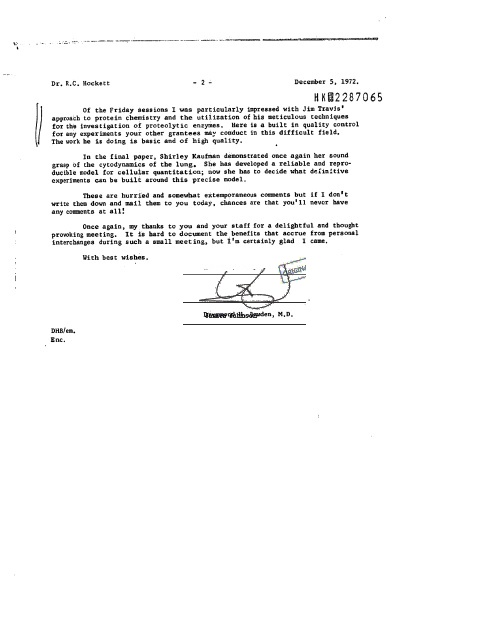 Dr. R.C. Hockett - 2 - December 5, 1972.
HK02287065
Of the Friday sessions I was particularly impressed with Jim Travis'
approach to protein chemistry and the utilization of his meticulous techniques
for the investigation of proteolytic enzymes. Here is a built in quality control
for any experiments your other grantees may conduct in this difficult field.
The work he is doing is basic and of high quality.
In the final paper, Shirley Kaufman demonstrated once again her sound
grasp of the cytodynamics of the lung. She has developed a reliable and repro-
ducible model for cellular quantitation; now she has to decide what definitive
experiments can be built around this precise model.
These are hurried and somewhat extemporaneous comments but if I don't
write them down and mail them to you today, chances are that you'll never have
any comments at all!
Once again, my thanks to you and your staff for a delightful and thought
provoking meeting. It is hard to document the benefits that accrue from personal
interchanges during such a small meeting, but I'm certainly glad I came.
With best wishes.
M.D.
DHB/em.
Enc.